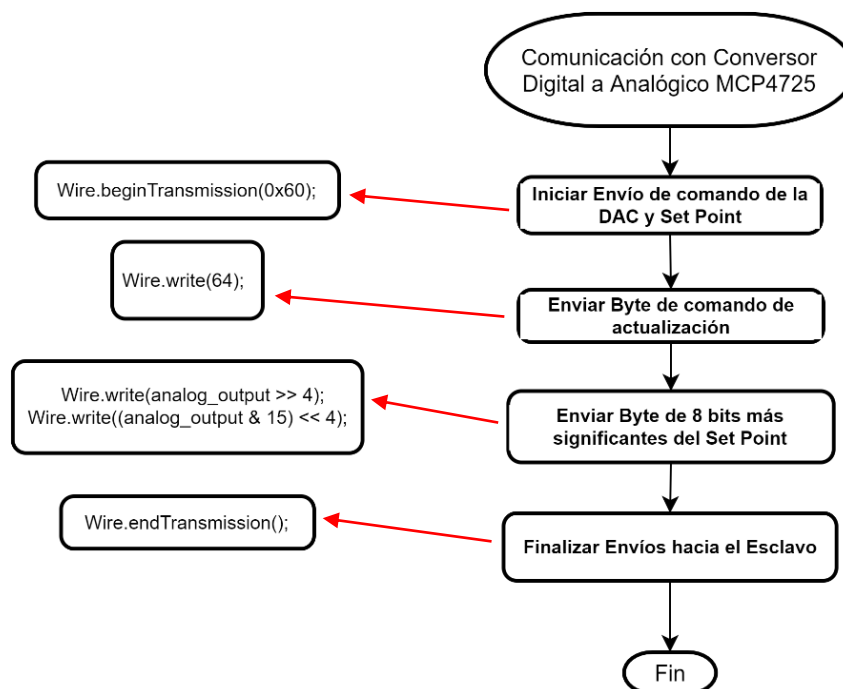 Comunicación con Conversor
Digital a Analógico MCP4725
Wire.beginTransmission(0x60);
Iniciar Envío de comando de la
DAC y Set Point
Wire.write(64);
Enviar Byte de comando de
actualización
Wire.write(analog_output >> 4);
Wire.write((analog_output & 15) << 4);
Enviar Byte de 8 bits más
significantes del Set Point
Wire.endTransmission();
Finalizar Envíos hacia el Esclavo
Fin